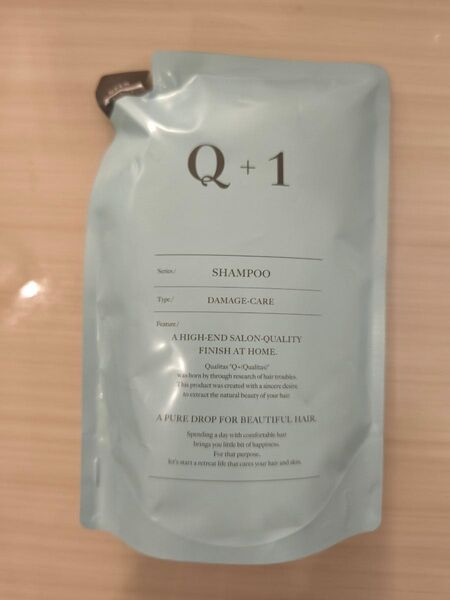 Q + 1
Series / SHAMPOO
Type / DAMAGE-CARE
Feature /
A HIGH-END SALON-QUALITY
FINISH AT HOME.
Qualitas "Q+(Qualitas)"
was born by through research of hair troubles.
This product was created with a sincere desire
to extract the natural beauty of your hair.
A PURE DROP FOR BEAUTIFUL HAIR.
Spending a day with comfortable hair
brings you little bit of happiness.
For that purpose,
let's start a retreat life that cares your hair and skin.